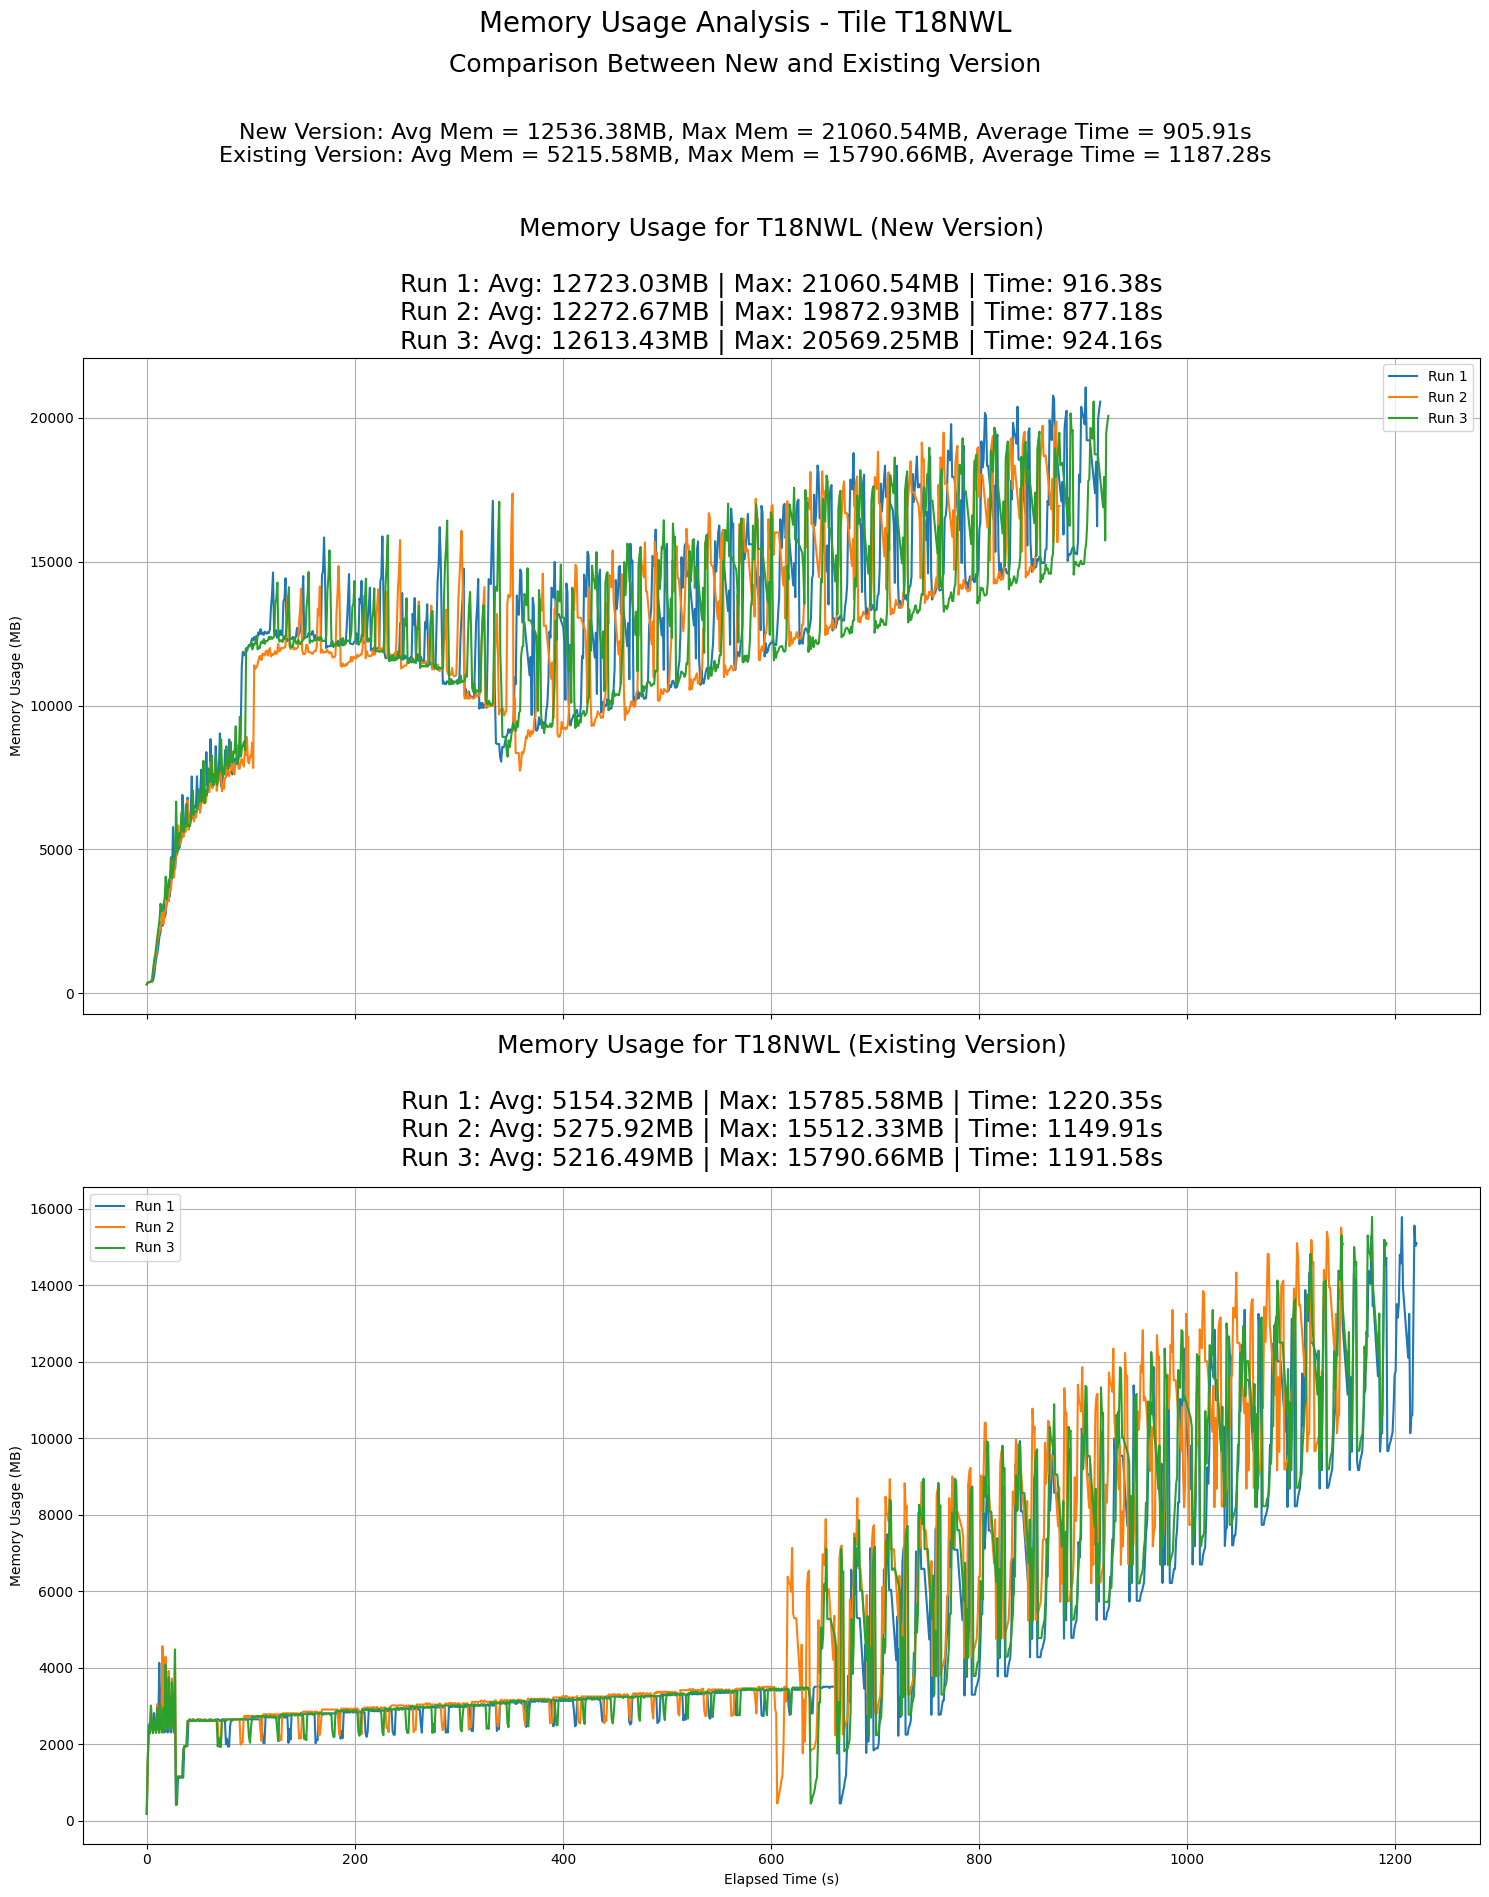 Memory Usage Analysis - Tile T18NWL
Comparison Between New and Existing Version
New Version: Avg Mem = 12536.38MB, Max Mem = 21060.54MB, Average Time = 905.91s
Existing Version: Avg Mem = 5215.58MB, Max Mem = 15790.66MB, Average Time = 1187.28s
Memory Usage for T18NWL (New Version)
Run 1: Avg: 12723.03MB | Max: 21060.54MB | Time: 916.38s
Run 2: Avg: 12272.67MB | Max: 19872.93MB | Time: 877.18s
Run 3: Avg: 12613.43MB | Max: 20569.25MB | Time: 924.16s
Run 1
Run 2
Run 3
20000
15000
10000
5000
0
Memory Usage (MB)
Memory Usage for T18NWL (Existing Version)
Run 1: Avg: 5154.32MB | Max: 15785.58MB | Time: 1220.35s
Run 2: Avg: 5275.92MB | Max: 15512.33MB | Time: 1149.91s
Run 3: Avg: 5216.49MB | Max: 15790.66MB | Time: 1191.58s
Run 1
Run 2
Run 3
16000
14000
12000
10000
8000
6000
4000
2000
0
Memory Usage (MB)
0 200 400 600 800 1000 1200
Elapsed Time (s)